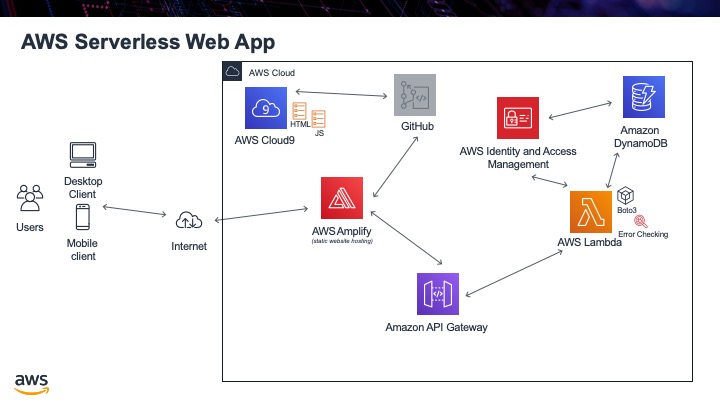 AWS Serverless Web App
AWS Cloud
9
HTML
JS
AWS Cloud9
GitHub
AWS Identity and Access
Management
Amazon
DynamoDB
Desktop
Client
Users
Mobile
client
Internet
AWS Amplify
(static website hosting)
Boto3
Error Checking
AWS Lambda
Amazon API Gateway
aws